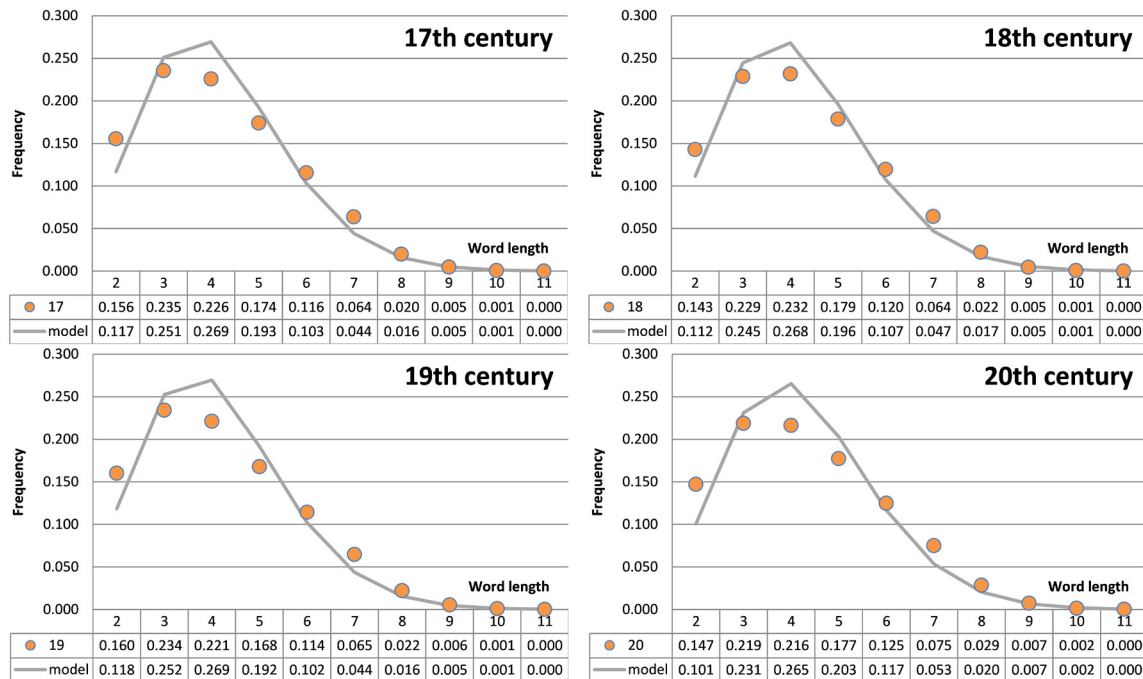 17th century
0.300
0.250
0.200
0.150
0.100
0.050
0.000
Frequency
Word length
2 3 4 5 6 7 8 9 10 11
17 0.156 0.235 0.226 0.174 0.116 0.064 0.020 0.005 0.001 0.000
model 0.117 0.251 0.269 0.193 0.103 0.044 0.016 0.005 0.001 0.000
18th century
0.300
0.250
0.200
0.150
0.100
0.050
0.000
Frequency
Word length
2 3 4 5 6 7 8 9 10 11
18 0.143 0.229 0.232 0.179 0.120 0.064 0.022 0.005 0.001 0.000
model 0.112 0.245 0.268 0.196 0.107 0.047 0.017 0.005 0.001 0.000
19th century
0.300
0.250
0.200
0.150
0.100
0.050
0.000
Frequency
Word length
2 3 4 5 6 7 8 9 10 11
19 0.160 0.234 0.221 0.168 0.114 0.065 0.022 0.006 0.001 0.000
model 0.118 0.252 0.269 0.192 0.102 0.044 0.016 0.005 0.001 0.000
20th century
0.300
0.250
0.200
0.150
0.100
0.050
0.000
Frequency
Word length
2 3 4 5 6 7 8 9 10 11
20 0.147 0.219 0.216 0.177 0.125 0.075 0.029 0.007 0.002 0.000
model 0.101 0.231 0.265 0.203 0.117 0.053 0.020 0.007 0.002 0.000